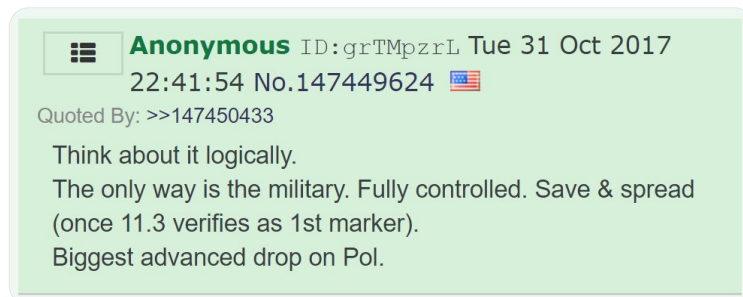 Anonymous ID:grTMpzrL Tue 31 Oct 2017
22:41:54 No.147449624
Quoted By: >>147450433
Think about it logically.
The only way is the military. Fully controlled. Save & spread
(once 11.3 verifies as 1st marker).
Biggest advanced drop on Pol.